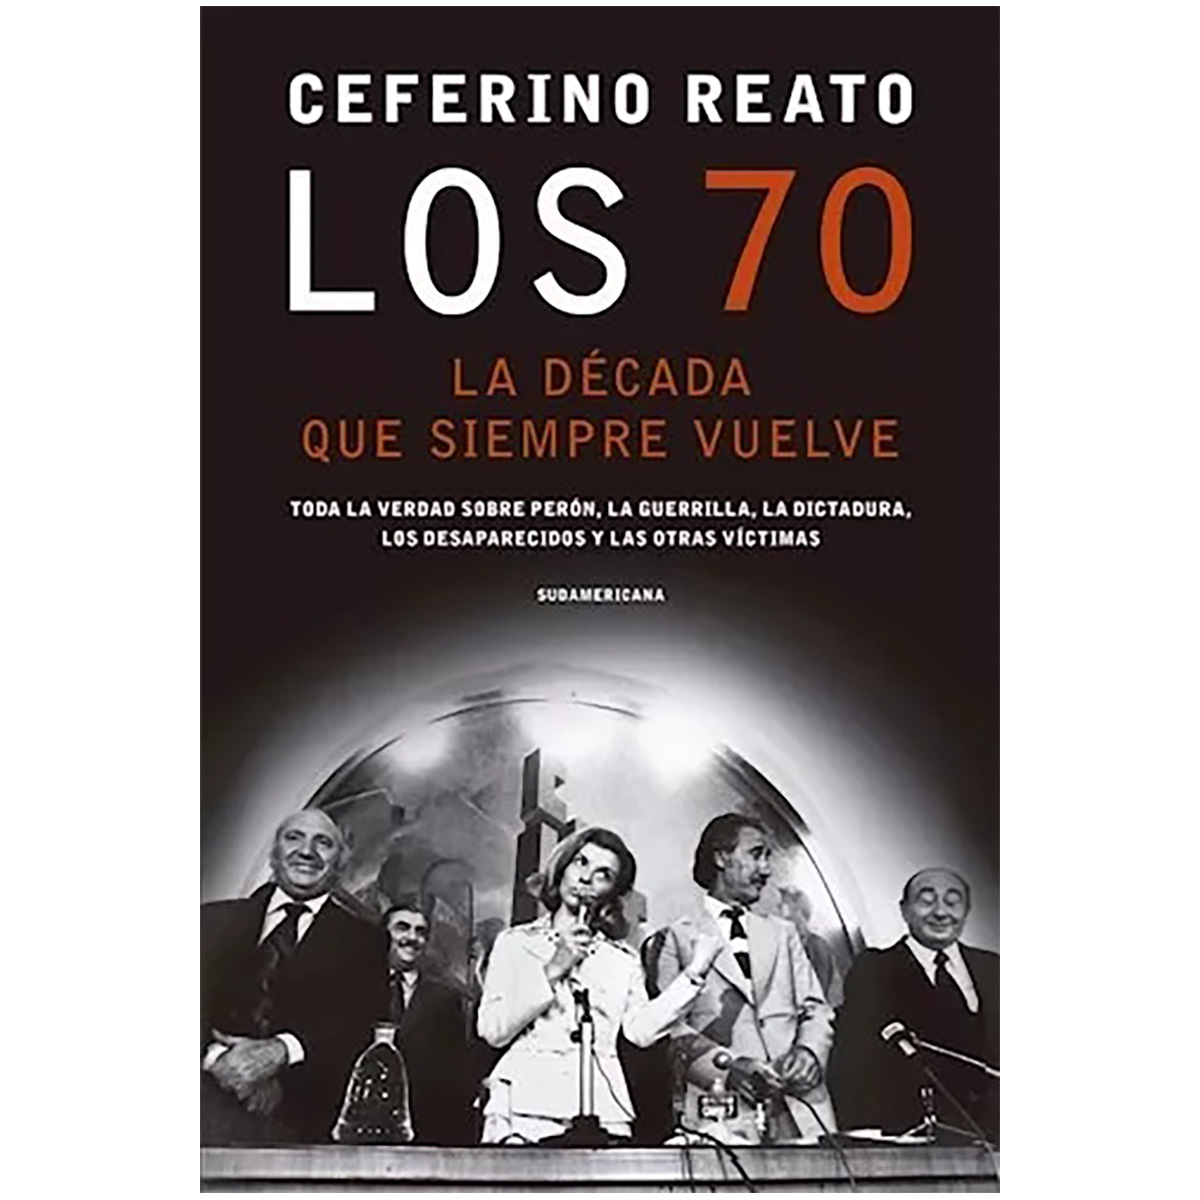 CEFERINO REATO
LOS 70
LA DÉCADA
QUE SIEMPRE VUELVE
TODA LA VERDAD SOBRE PERÓN, LA GUERRILLA, LA DICTADURA,
LOS DESAPARECIDOS Y LAS OTRAS VÍCTIMAS
SUDAMERICANA